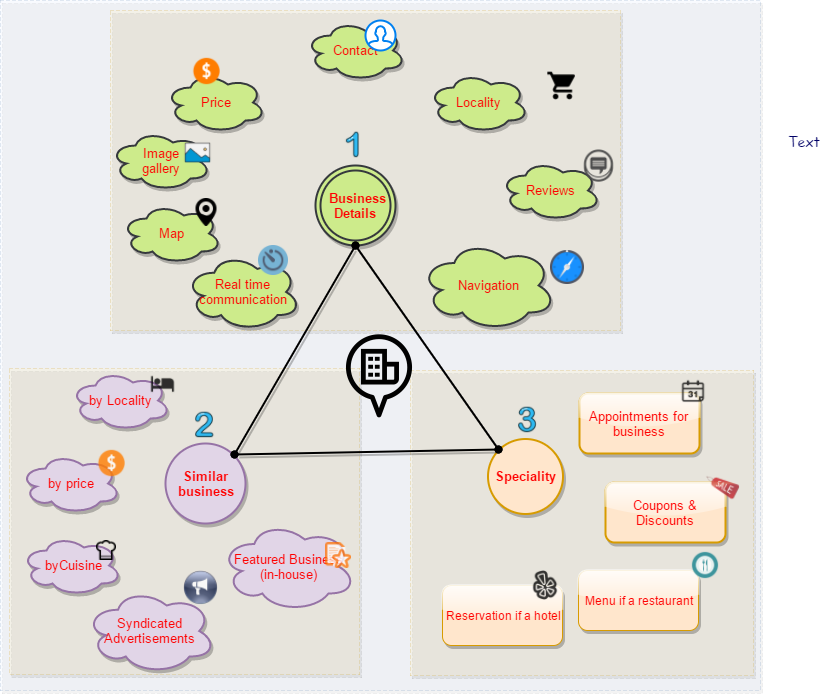 Contact
Price
Locality
1
Text
Image
gallery
Reviews
Business
Details
Map
Real time
communication
Navigation
by Locality
2
3
31
Appointments for
business
by price
Similar
business
Speciality
SALE
Coupons &
Discounts
byCuisine
Featured Business
(in-house)
Syndicated
Advertisements
Reservation if a hotel
Menu if a restaurant